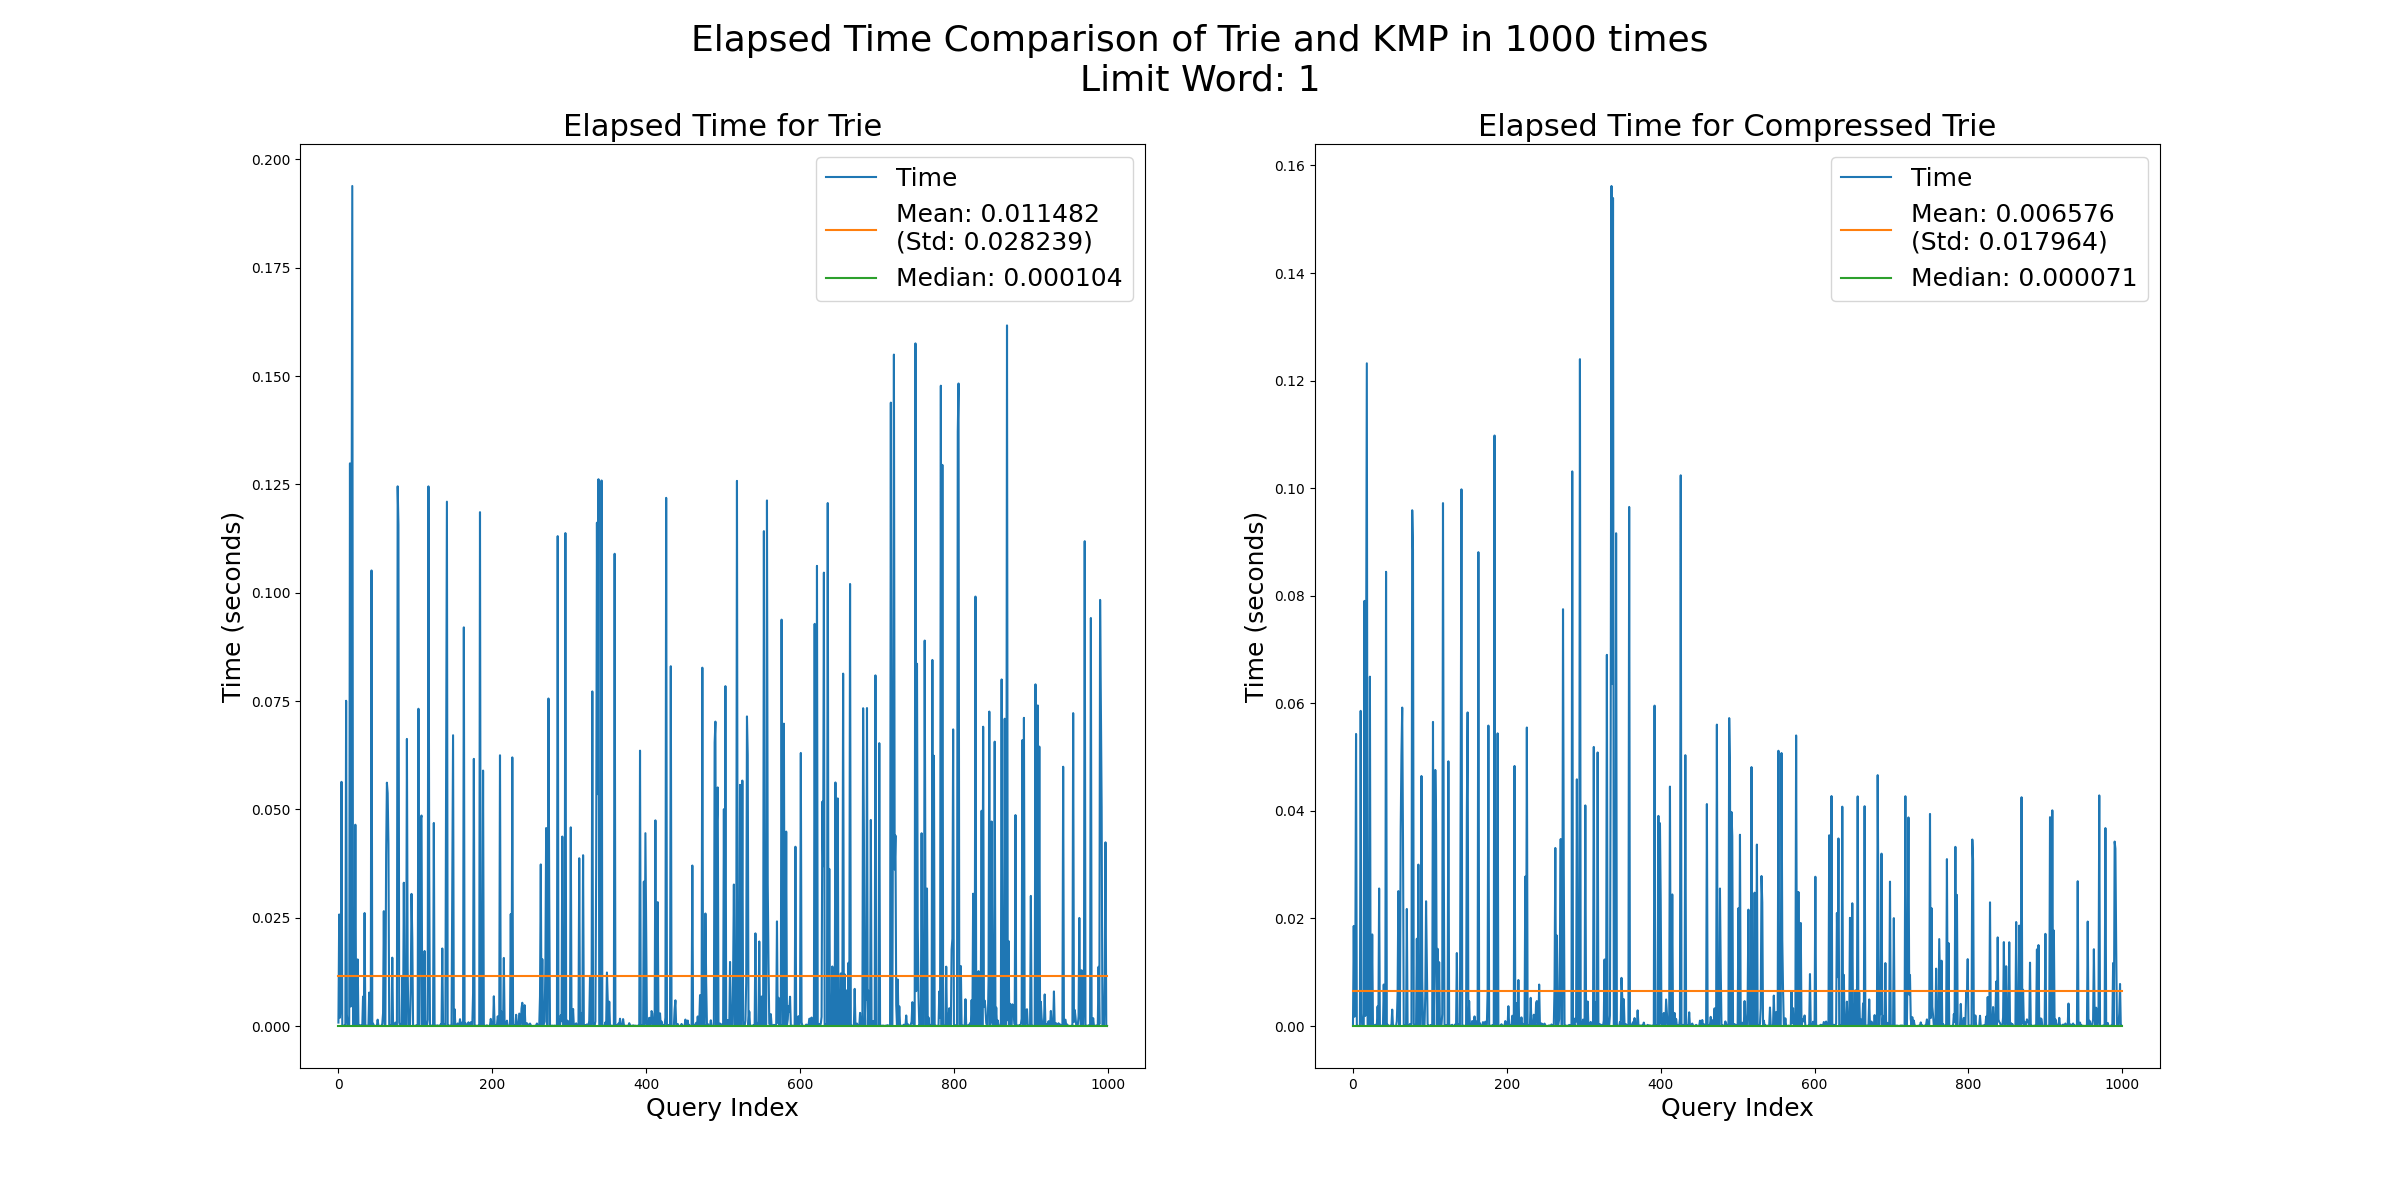 Elapsed Time Comparison of Trie and KMP in 1000 times
Limit Word: 1
Elapsed Time for Trie
0.200
0.175
0.150
0.125
0.100
0.075
0.050
0.025
0.000
Time (seconds)
0
200
400
600
800
1000
Query Index
Time
Mean: 0.011482
(Std: 0.028239)
Median: 0.000104
Elapsed Time for Compressed Trie
0.16
0.14
0.12
0.10
0.08
0.06
0.04
0.02
0.00
Time (seconds)
0
200
400
600
800
1000
Query Index
Time
Mean: 0.006576
(Std: 0.017964)
Median: 0.000071